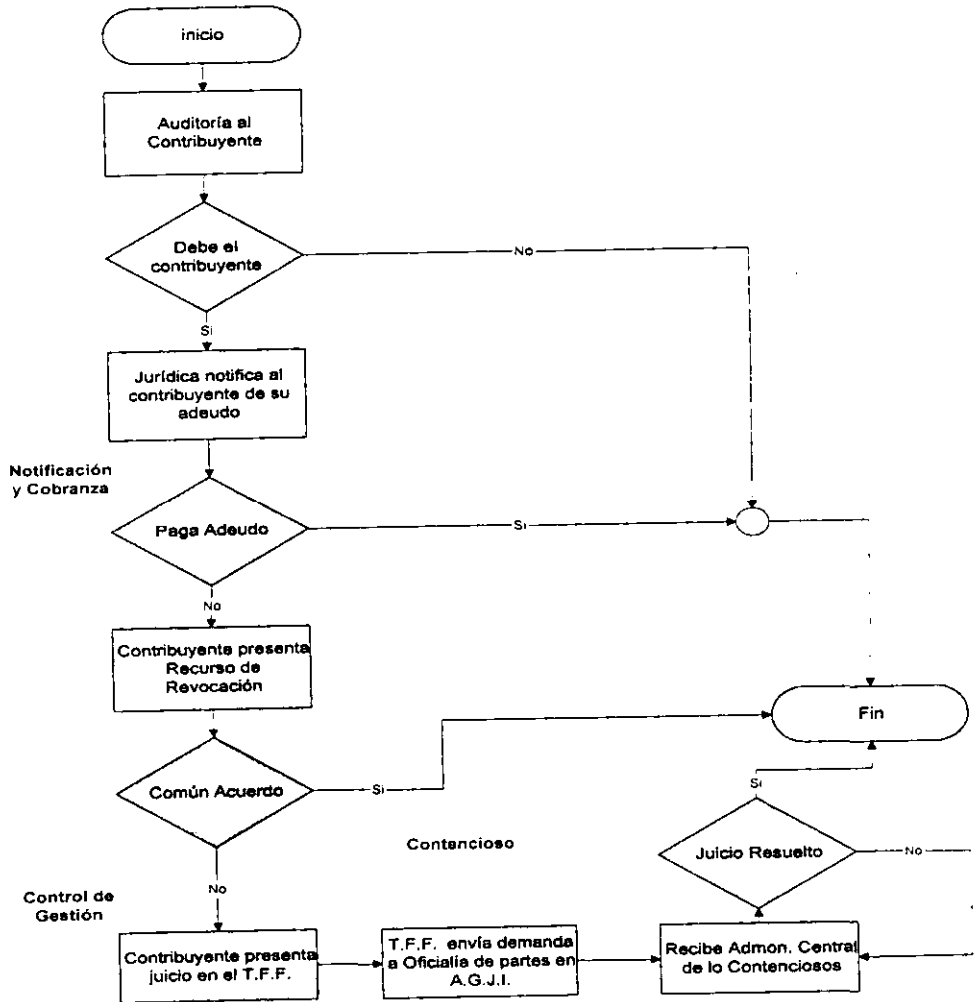 inicio
Auditoría al
Contribuyente
Debe el
contribuyente
No
Si
Jurídica notifica al
contribuyente de su
adeudo
Notificación
y Cobranza
Paga Adeudo
Si
No
Contribuyente presenta
Recurso de
Revocación
Fin
Común Acuerdo
Si
Si
Contencioso
Juicio Resuelto
No
No
Control de
Gestión
Contribuyente presenta
juicio en el T.F.F.
T.F.F. envía demanda
a Oficialía de partes en
A.G.J.I.
Recibe Admon. Central
de lo Contenciosos